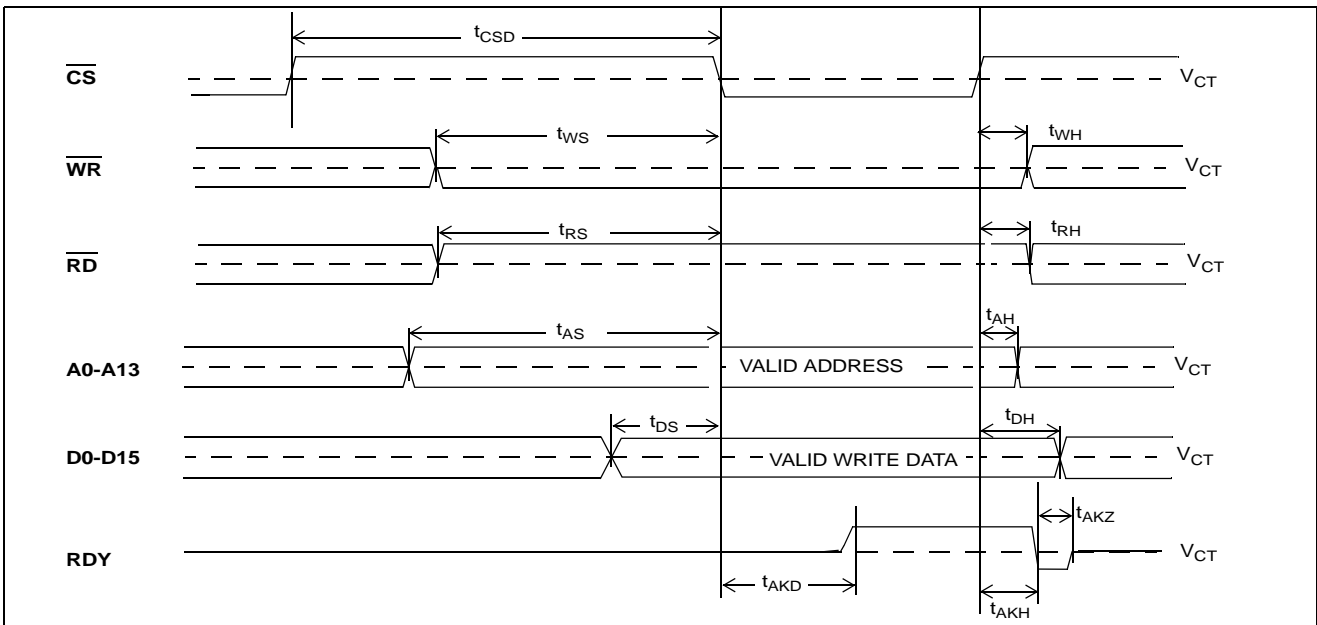 tCSD
CS VCT
tWS tWH
WR VCT
tRS tRH
RD VCT
tAS tAH
A0-A13 VALID ADDRESS VCT
tDS tDH
D0-D15 VALID WRITE DATA VCT
tAKZ
RDY VCT
tAKD
tAKH